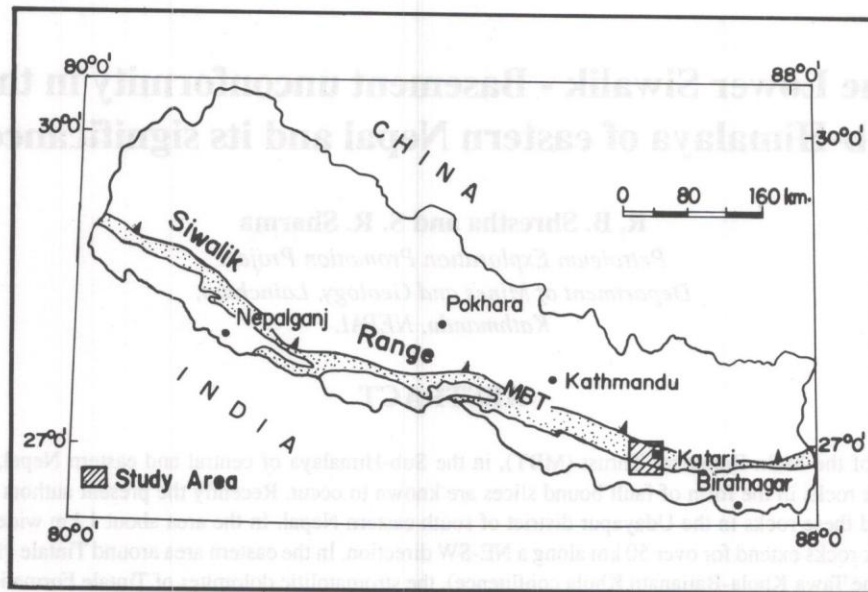 80°0'
88°0'
30°0'
30°0'
CHINA
0 80 160 km.
Siwalik
Nepalganj
Pokhara
Range
Kathmandu
MBT
INDIA
27°0'
27°0'
Katari
Biratnagar
Study Area
80°0'
88°0'